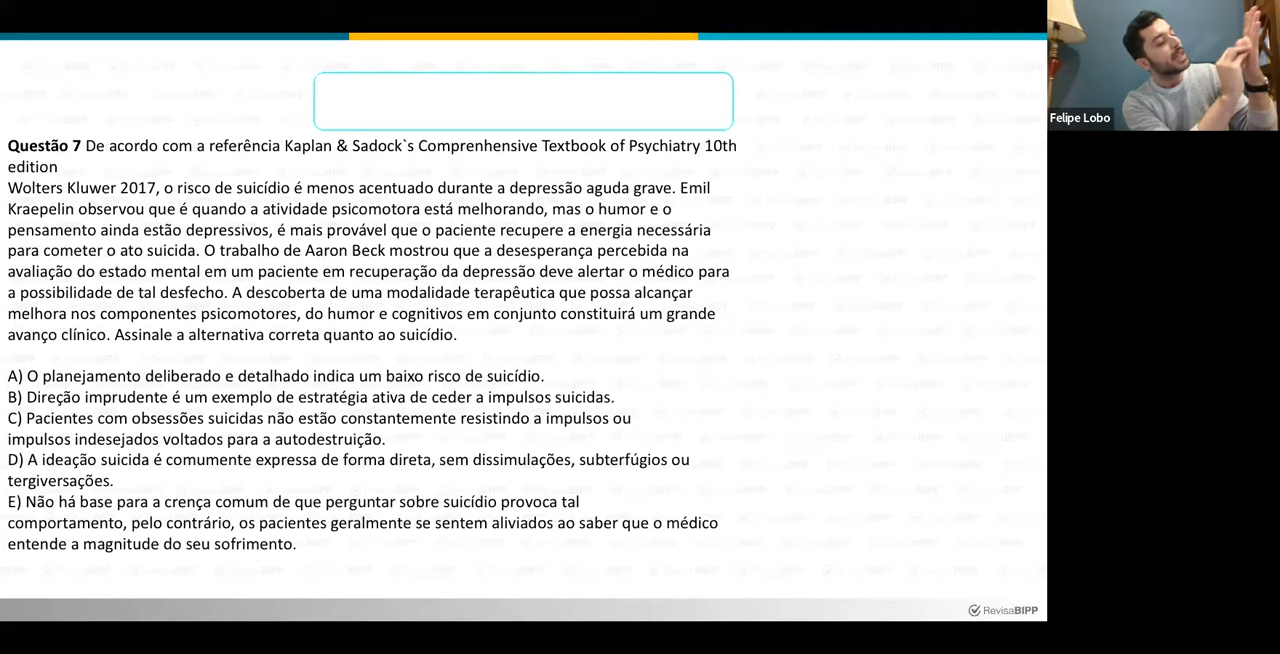 Questão 7 De acordo com a referência Kaplan & Sadock`s Comprenhensive Textbook of Psychiatry 10th
edition
Wolters Kluwer 2017, o risco de suicídio é menos acentuado durante a depressão aguda grave. Emil
Kraepelin observou que é quando a atividade psicomotora está melhorando, mas o humor e o
pensamento ainda estão depressivos, é mais provável que o paciente recupere a energia necessária
para cometer o ato suicida. O trabalho de Aaron Beck mostrou que a desesperança percebida na
avaliação do estado mental em um paciente em recuperação da depressão deve alertar o médico para
a possibilidade de tal desfecho. A descoberta de uma modalidade terapêutica que possa alcançar
melhora nos componentes psicomotores, do humor e cognitivos em conjunto constituirá um grande
avanço clínico. Assinale a alternativa correta quanto ao suicídio.
A) O planejamento deliberado e detalhado indica um baixo risco de suicídio.
B) Direção imprudente é um exemplo de estratégia ativa de ceder a impulsos suicidas.
C) Pacientes com obsessões suicidas não estão constantemente resistindo a impulsos ou
impulsos indesejados voltados para a autodestruição.
D) A ideação suicida é comumente expressa de forma direta, sem dissimulações, subterfúgios ou
tergiversações.
E) Não há base para a crença comum de que perguntar sobre suicídio provoca tal
comportamento, pelo contrário, os pacientes geralmente se sentem aliviados ao saber que o médico
entende a magnitude do seu sofrimento.
Felipe Lobo
RevisaBIPP